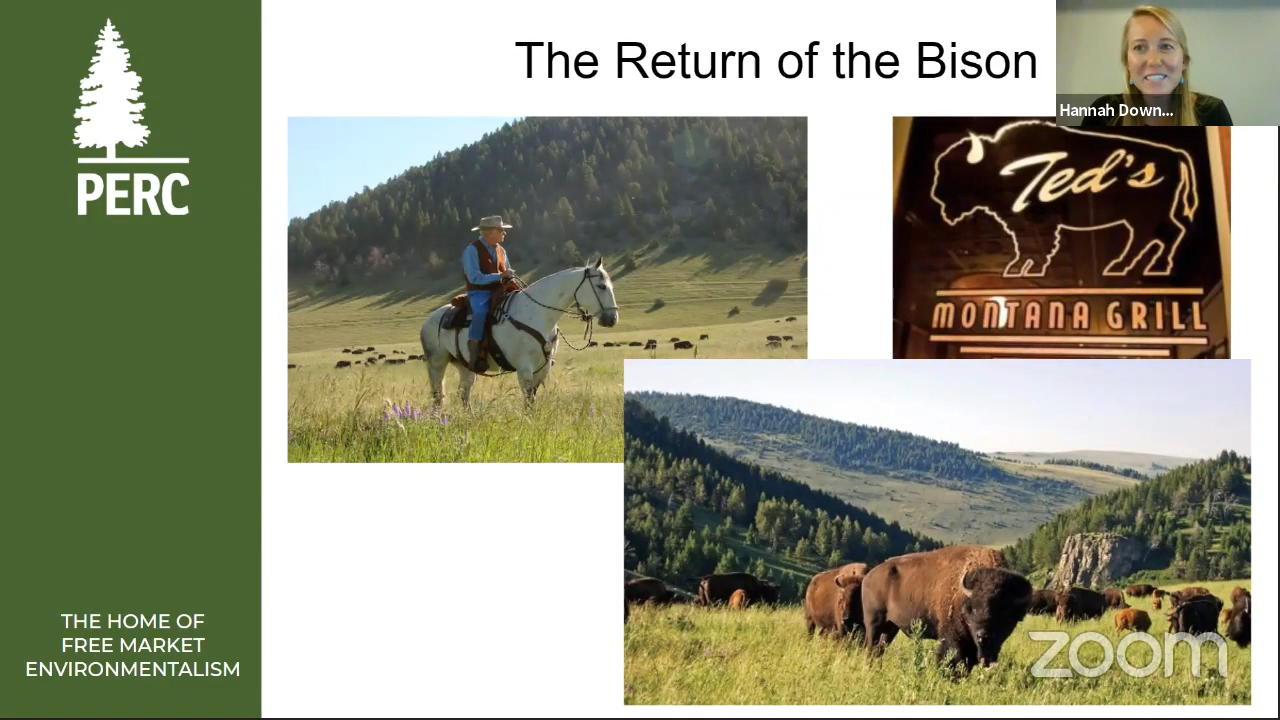 PERC
THE HOME OF
FREE MARKET
ENVIRONMENTALISM
The Return of the Bison
Hannah Down...
Ted's
MONTANA GRILL
zoom